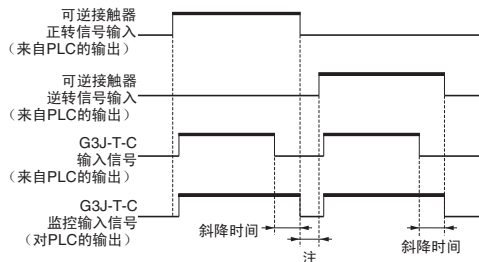 可逆接触器
正转信号输入
（来自PLC的输出）
可逆接触器
逆转信号输入
（来自PLC的输出）
G3J-T-C
输入信号
（来自PLC的输出）
G3J-T-C
监控输入信号
（对PLC的输出）
斜降时间
注
斜降时间